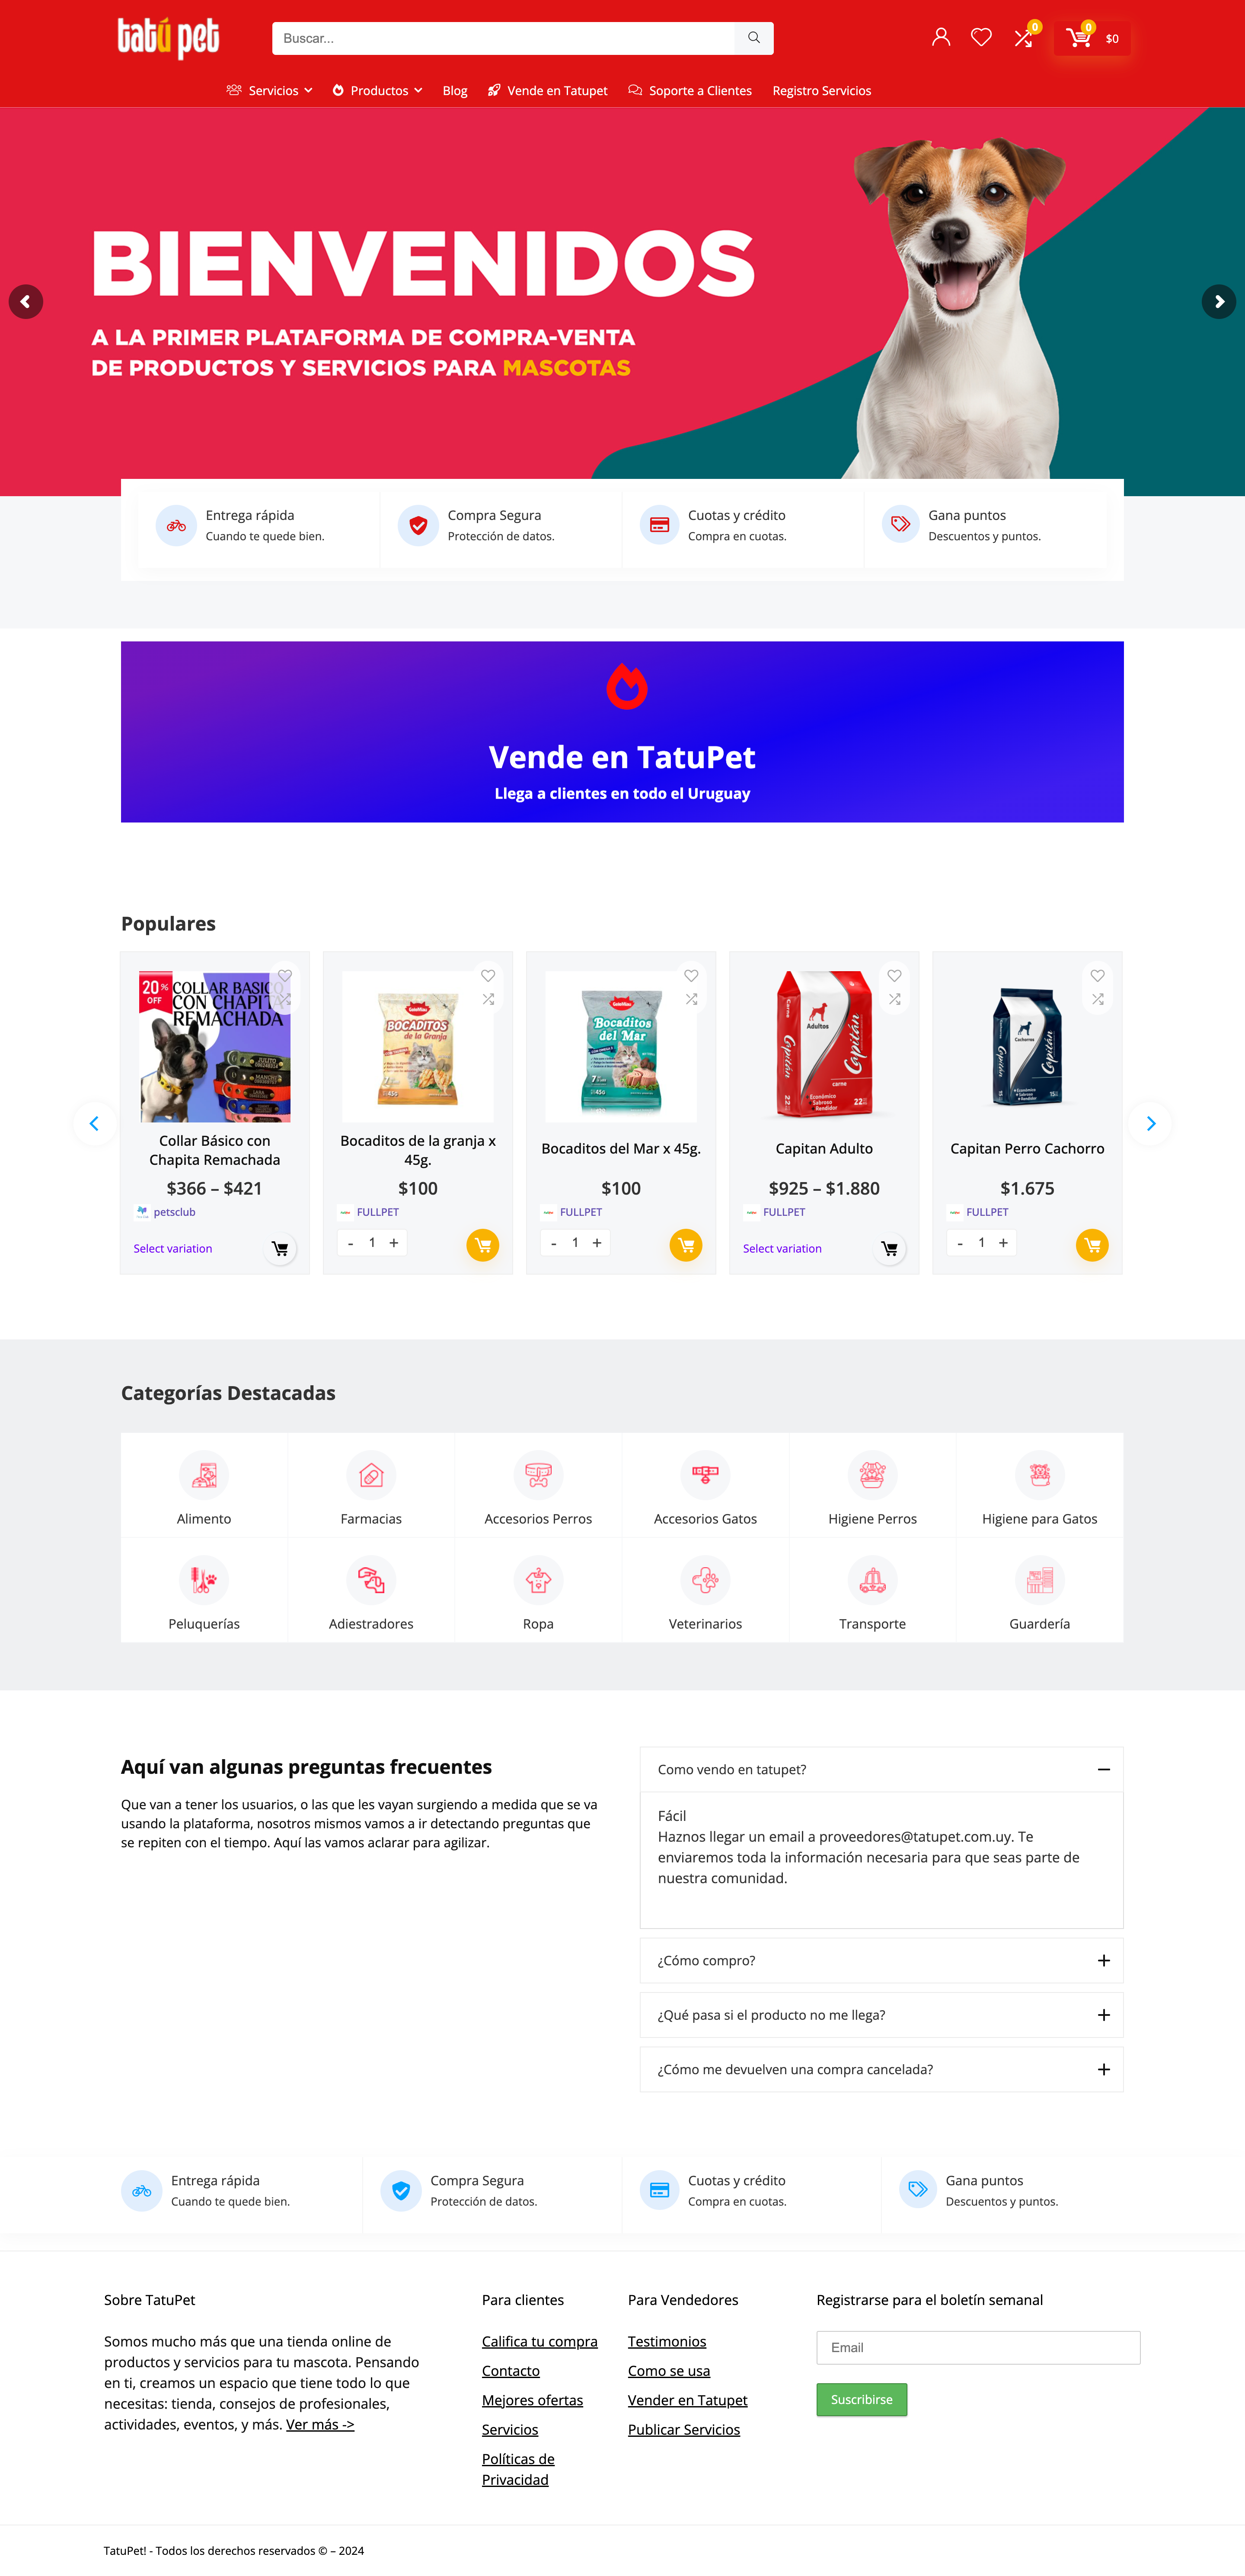 tatú pet
Buscar...
0
0
$0
Servicios
Productos
Blog
Vende en Tatupet
Soporte a Clientes
Registro Servicios
BIENVENIDOS
A LA PRIMER PLATAFORMA DE COMPRA-VENTA
DE PRODUCTOS Y SERVICIOS PARA MASCOTAS
Entrega rápida
Cuando te quede bien.
Compra Segura
Protección de datos.
Cuotas y crédito
Compra en cuotas.
Gana puntos
Descuentos y puntos.
Vende en TatuPet
Llega a clientes en todo el Uruguay
Populares
20%
OFF
COLLAR BASICO
CON CHAPITA
REMACHADA
Collar Básico con
Chapita Remachada
$366 – $421
petsclub
Select variation
BOCADITOS
de la Granja
45g
Bocaditos de la granja x
45g.
$100
FULLPET
- 1 +
Bocaditos
del Mar
45g
Bocaditos del Mar x 45g.
$100
FULLPET
- 1 +
Adultos
Capitán
carne
Económico
Sabroso
Rendidor
22
Capitan Adulto
$925 – $1.880
FULLPET
Select variation
Cachorros
Capitán
Económico
Sabroso
Rendidor
15
Capitan Perro Cachorro
$1.675
FULLPET
- 1 +
Categorías Destacadas
Alimento
Farmacias
Accesorios Perros
Accesorios Gatos
Higiene Perros
Higiene para Gatos
Peluquerías
Adiestradores
Ropa
Veterinarios
Transporte
Guardería
Aquí van algunas preguntas frecuentes
Que van a tener los usuarios, o las que les vayan surgiendo a medida que se va
usando la plataforma, nosotros mismos vamos a ir detectando preguntas que
se repiten con el tiempo. Aquí las vamos aclarar para agilizar.
Como vendo en tatupet?
Fácil
Haznos llegar un email a proveedores@tatupet.com.uy. Te
enviaremos toda la información necesaria para que seas parte de
nuestra comunidad.
¿Cómo compro?
¿Qué pasa si el producto no me llega?
¿Cómo me devuelven una compra cancelada?
Entrega rápida
Cuando te quede bien.
Compra Segura
Protección de datos.
Cuotas y crédito
Compra en cuotas.
Gana puntos
Descuentos y puntos.
Sobre TatuPet
Somos mucho más que una tienda online de
productos y servicios para tu mascota. Pensando
en ti, creamos un espacio que tiene todo lo que
necesitas: tienda, consejos de profesionales,
actividades, eventos, y más. Ver más ->
Para clientes
Califica tu compra
Contacto
Mejores ofertas
Servicios
Políticas de
Privacidad
Para Vendedores
Testimonios
Como se usa
Vender en Tatupet
Publicar Servicios
Registrarse para el boletín semanal
Email
Suscribirse
TatuPet! - Todos los derechos reservados © – 2024